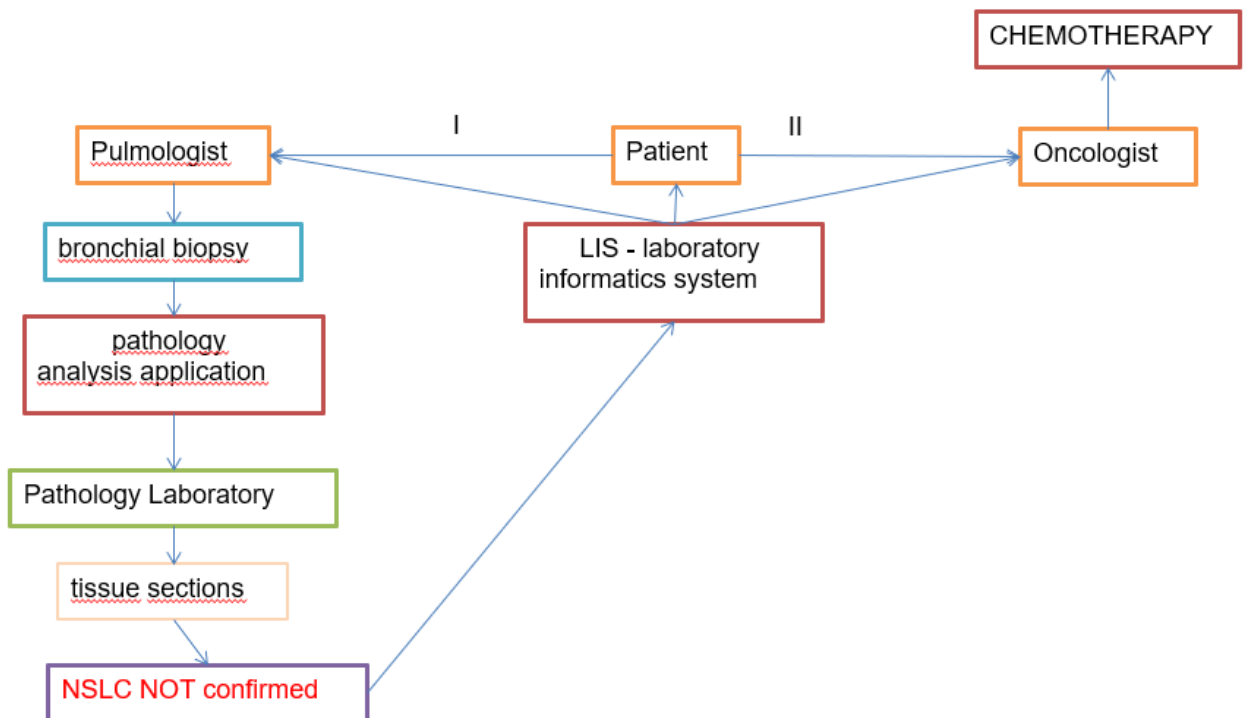 CHEMOTHERAPY
I
II
Pulmologist
Patient
Oncologist
bronchial biopsy
LIS - laboratory
informatics system
pathology
analysis application
Pathology Laboratory
tissue sections
NSLC NOT confirmed